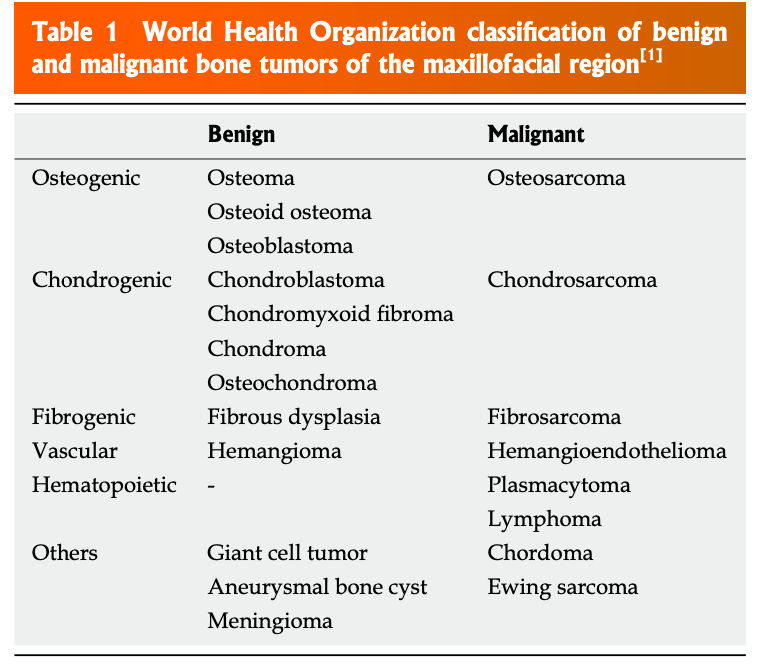 Table 1 World Health Organization classification of benign
and malignant bone tumors of the maxillofacial region[1]
Benign Malignant
Osteogenic Osteoma Osteosarcoma
Osteoid osteoma
Osteoblastoma
Chondrogenic Chondroblastoma Chondrosarcoma
Chondromyxoid fibroma
Chondroma
Osteochondroma
Fibrogenic Fibrous dysplasia Fibrosarcoma
Vascular Hemangioma Hemangioendothelioma
Hematopoietic - Plasmacytoma
Lymphoma
Others Giant cell tumor Chordoma
Aneurysmal bone cyst Ewing sarcoma
Meningioma